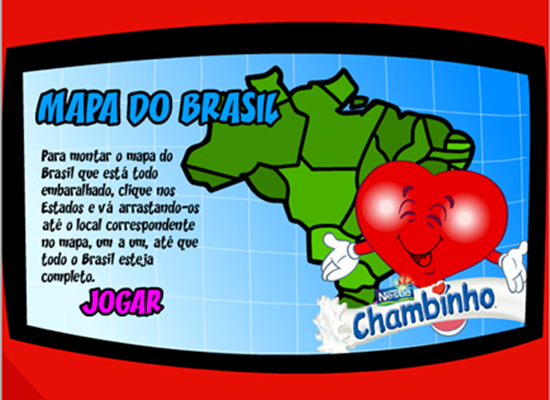 MAPA DO BRASIL
Para montar o mapa do
Brasil que está todo
embaralhado, clique nos
Estados e vá arrastando-os
até o local correspondente
no mapa, um a um, até que
todo o Brasil esteja
completo.
JOGAR
Nestlé
Chambinho